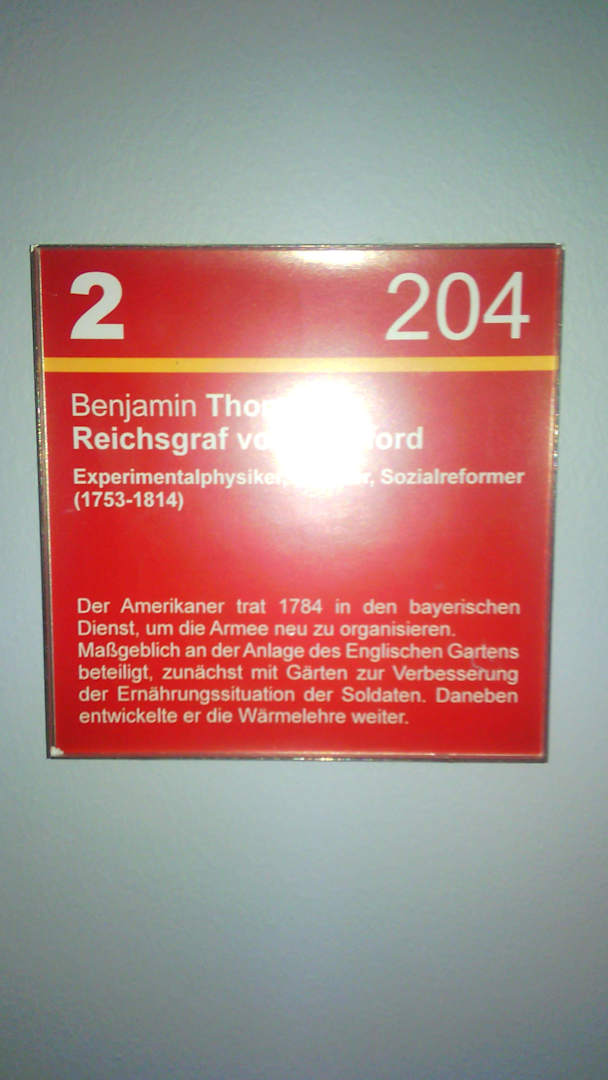 2 204
Benjamin
Reichsgraf
Experimentalphysiker, Sozialreformer
(1753-1814)
Der Amerikaner trat 1784 in den bayerischen
Dienst, um die Armee neu zu organisieren.
Maßgeblich an der Anlage des Englischen Gartens
beteiligt, zunächst mit Gärten zur Verbesserung
der Ernährungssituation der Soldaten. Daneben
entwickelte er die Wärmelehre weiter.